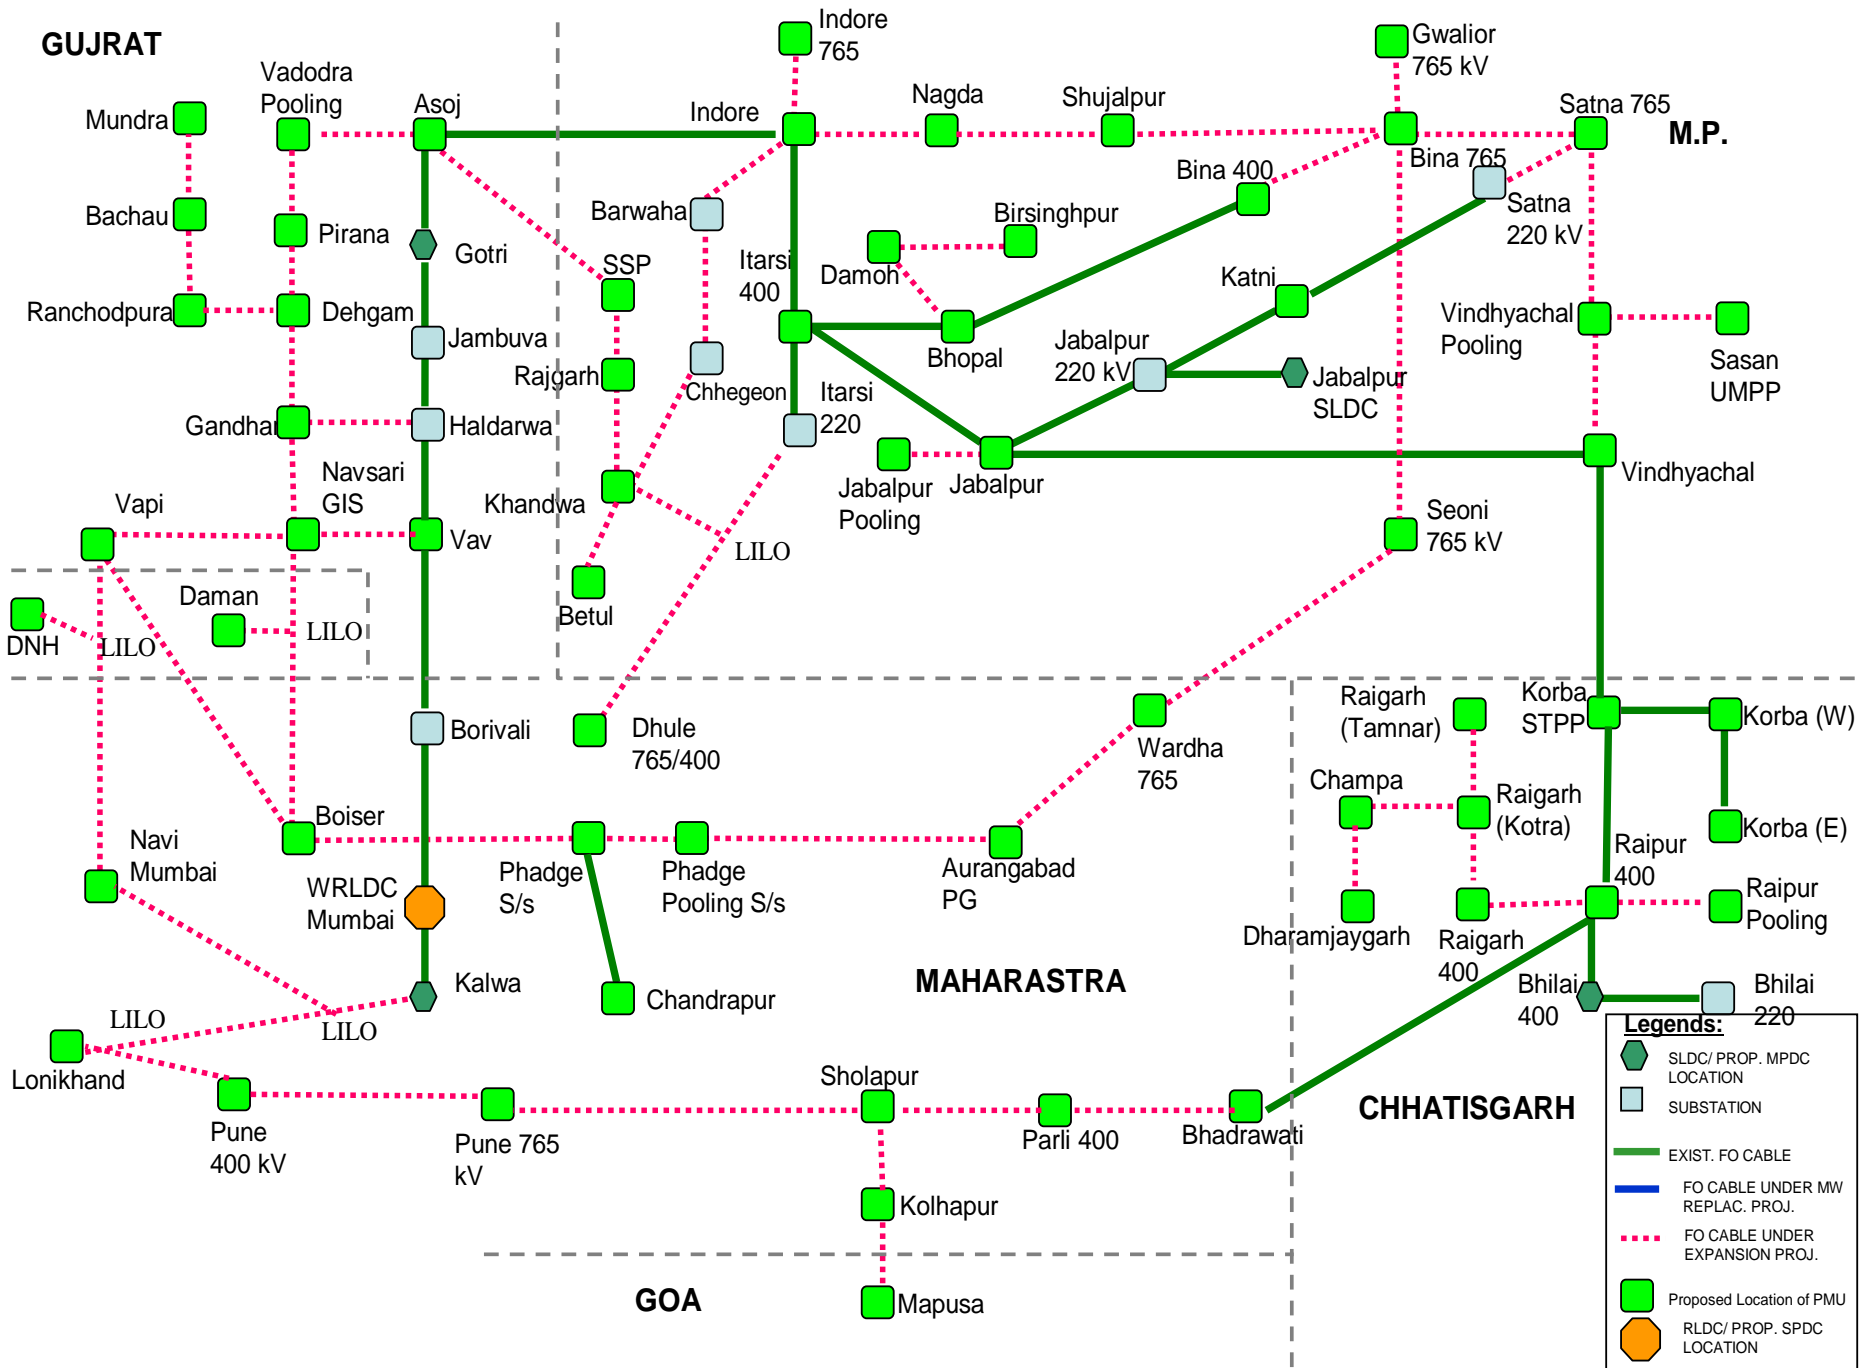 GUJRAT
Indore
765
Gwalior
765 kV
Vadodra
Pooling
Asoj
Mundra
Indore
Nagda
Shujalpur
Satna 765
M.P.
Bina 765
Bina 400
Bachau
Pirana
Gotri
Barwaha
Birsinghpur
Satna
220 kV
SSP
Itarsi
400
Damoh
Katni
Ranchodpura
Dehgam
Jambuva
Bhopal
Jabalpur
220 kV
Vindhyachal
Pooling
Rajgarh
Chhegeon
Jabalpur
SLDC
Sasan
UMPP
Itarsi
220
Gandhar
Haldarwa
Navsari
GIS
Khandwa
Jabalpur
Pooling
Jabalpur
Vindhyachal
Vapi
Vav
LILO
Seoni
765 kV
Daman
Betul
DNH
LILO
LILO
Borivali
Dhule
765/400
Wardha
765
Raigarh
(Tamnar)
Korba
STPP
Korba (W)
Champa
Raigarh
(Kotra)
Korba (E)
Boiser
Navi
Mumbai
Raipur
400
WRLDC
Mumbai
Phadge
S/s
Phadge
Pooling S/s
Aurangabad
PG
Raipur
Pooling
Dharamjaygarh
Raigarh
400
Kalwa
Chandrapur
MAHARASTRA
Bhilai
400
Bhilai
220
LILO
LILO
Lonikhand
Sholapur
CHHATISGARH
Pune
400 kV
Pune 765
kV
Parli 400
Bhadrawati
Kolhapur
GOA
Mapusa
Legends:
SLDC/ PROP. MPDC
LOCATION
SUBSTATION
EXIST. FO CABLE
FO CABLE UNDER MW
REPLAC. PROJ.
FO CABLE UNDER
EXPANSION PROJ.
Proposed Location of PMU
RLDC/ PROP. SPDC
LOCATION